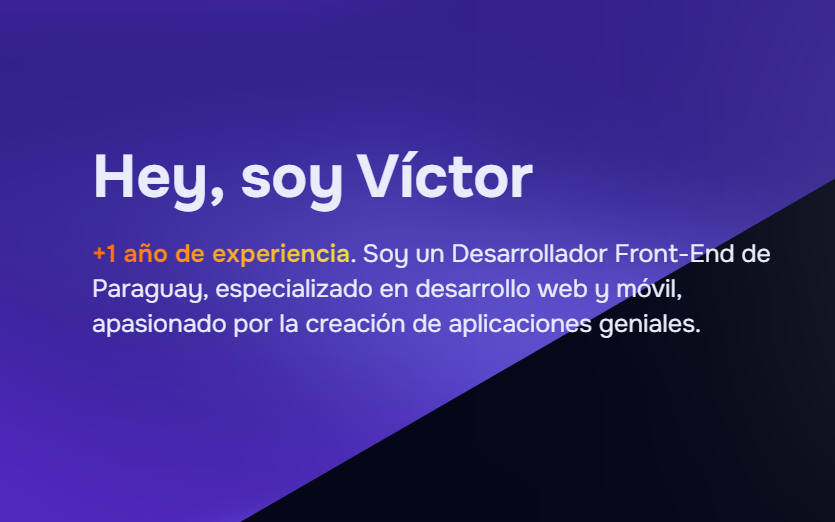 Hey, soy Víctor
+1 año de experiencia. Soy un Desarrollador Front-End de
Paraguay, especializado en desarrollo web y móvil,
apasionado por la creación de aplicaciones geniales.